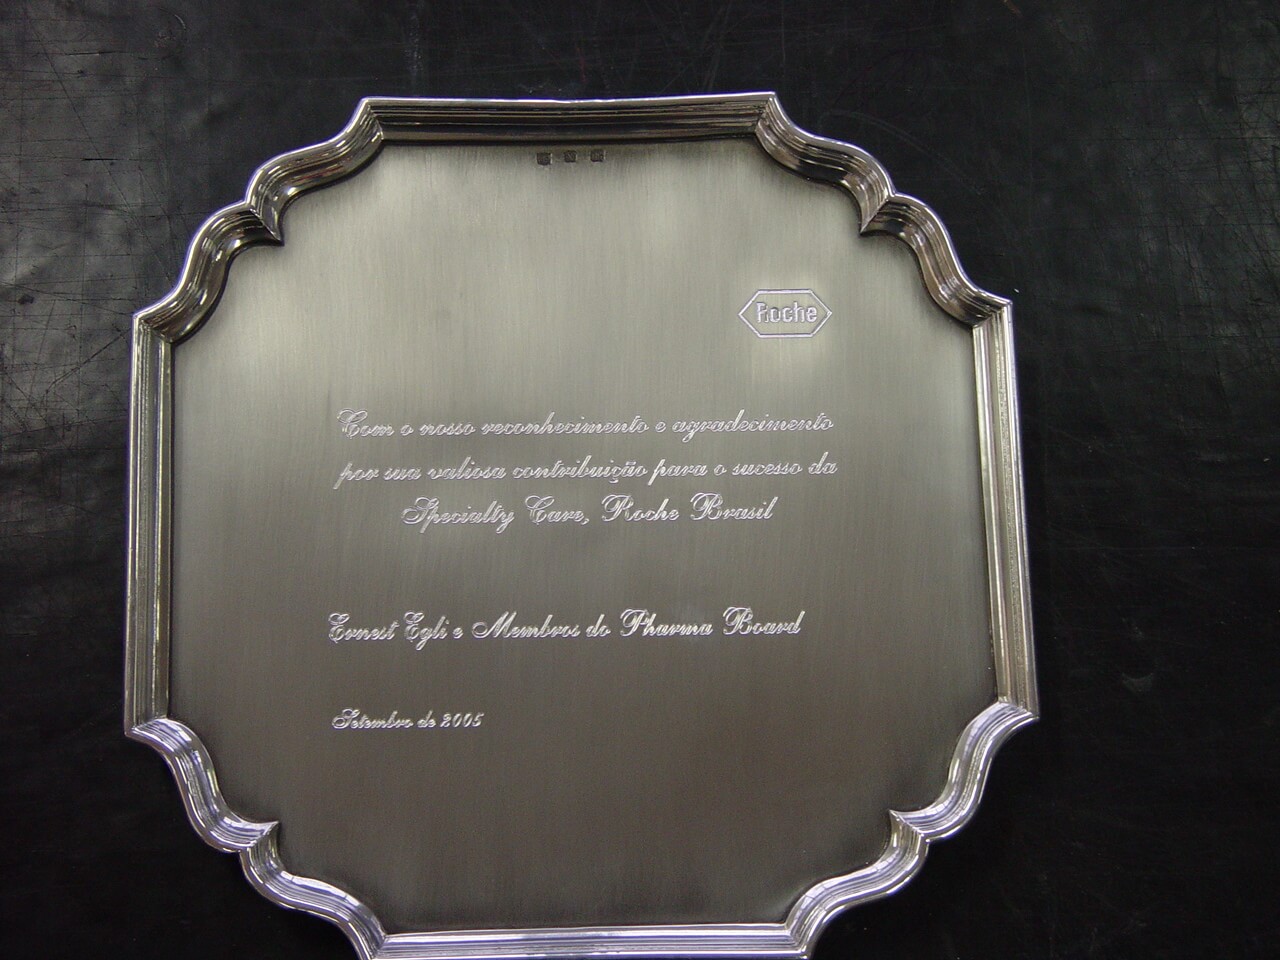 Roche
Com o nosso reconhecimento e agradecimento
por sua valiosa contribuição para o sucesso da
Specialty Care, Roche Brasil
Ernest Egli e Membros do Pharma Board
Setembro de 2005